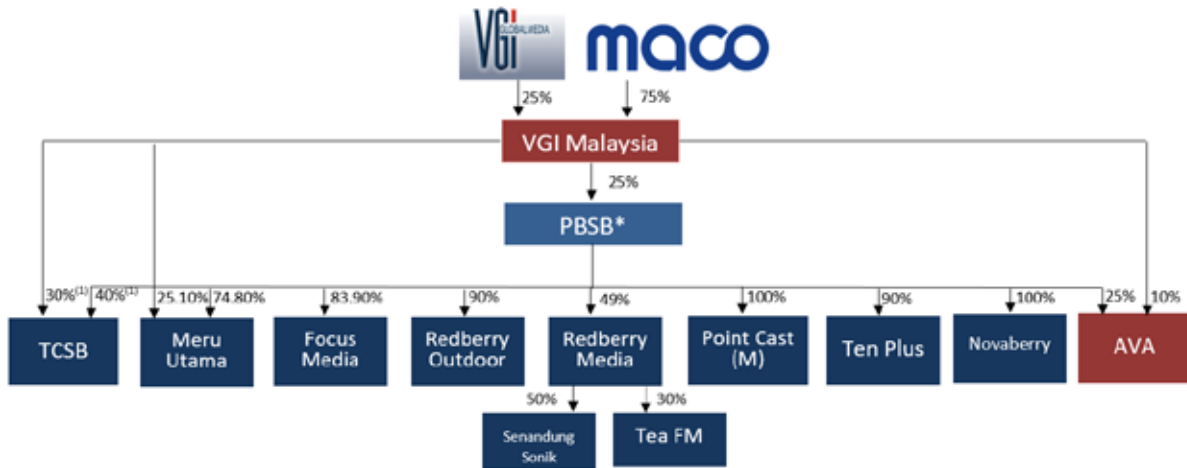 VGi GLOBALMEDIA maco
25% 75%
VGI Malaysia
25%
PBSB*
30%(1) 40%(1) 25.10% 74.80% 83.90% 90% 49% 100% 90% 100% 25% 10%
TCSB
Meru
Utama
Focus
Media
Redberry
Outdoor
Redberry
Media
Point Cast
(M)
Ten Plus
Novaberry
AVA
50% 30%
Senandung
Sonik
Tea FM